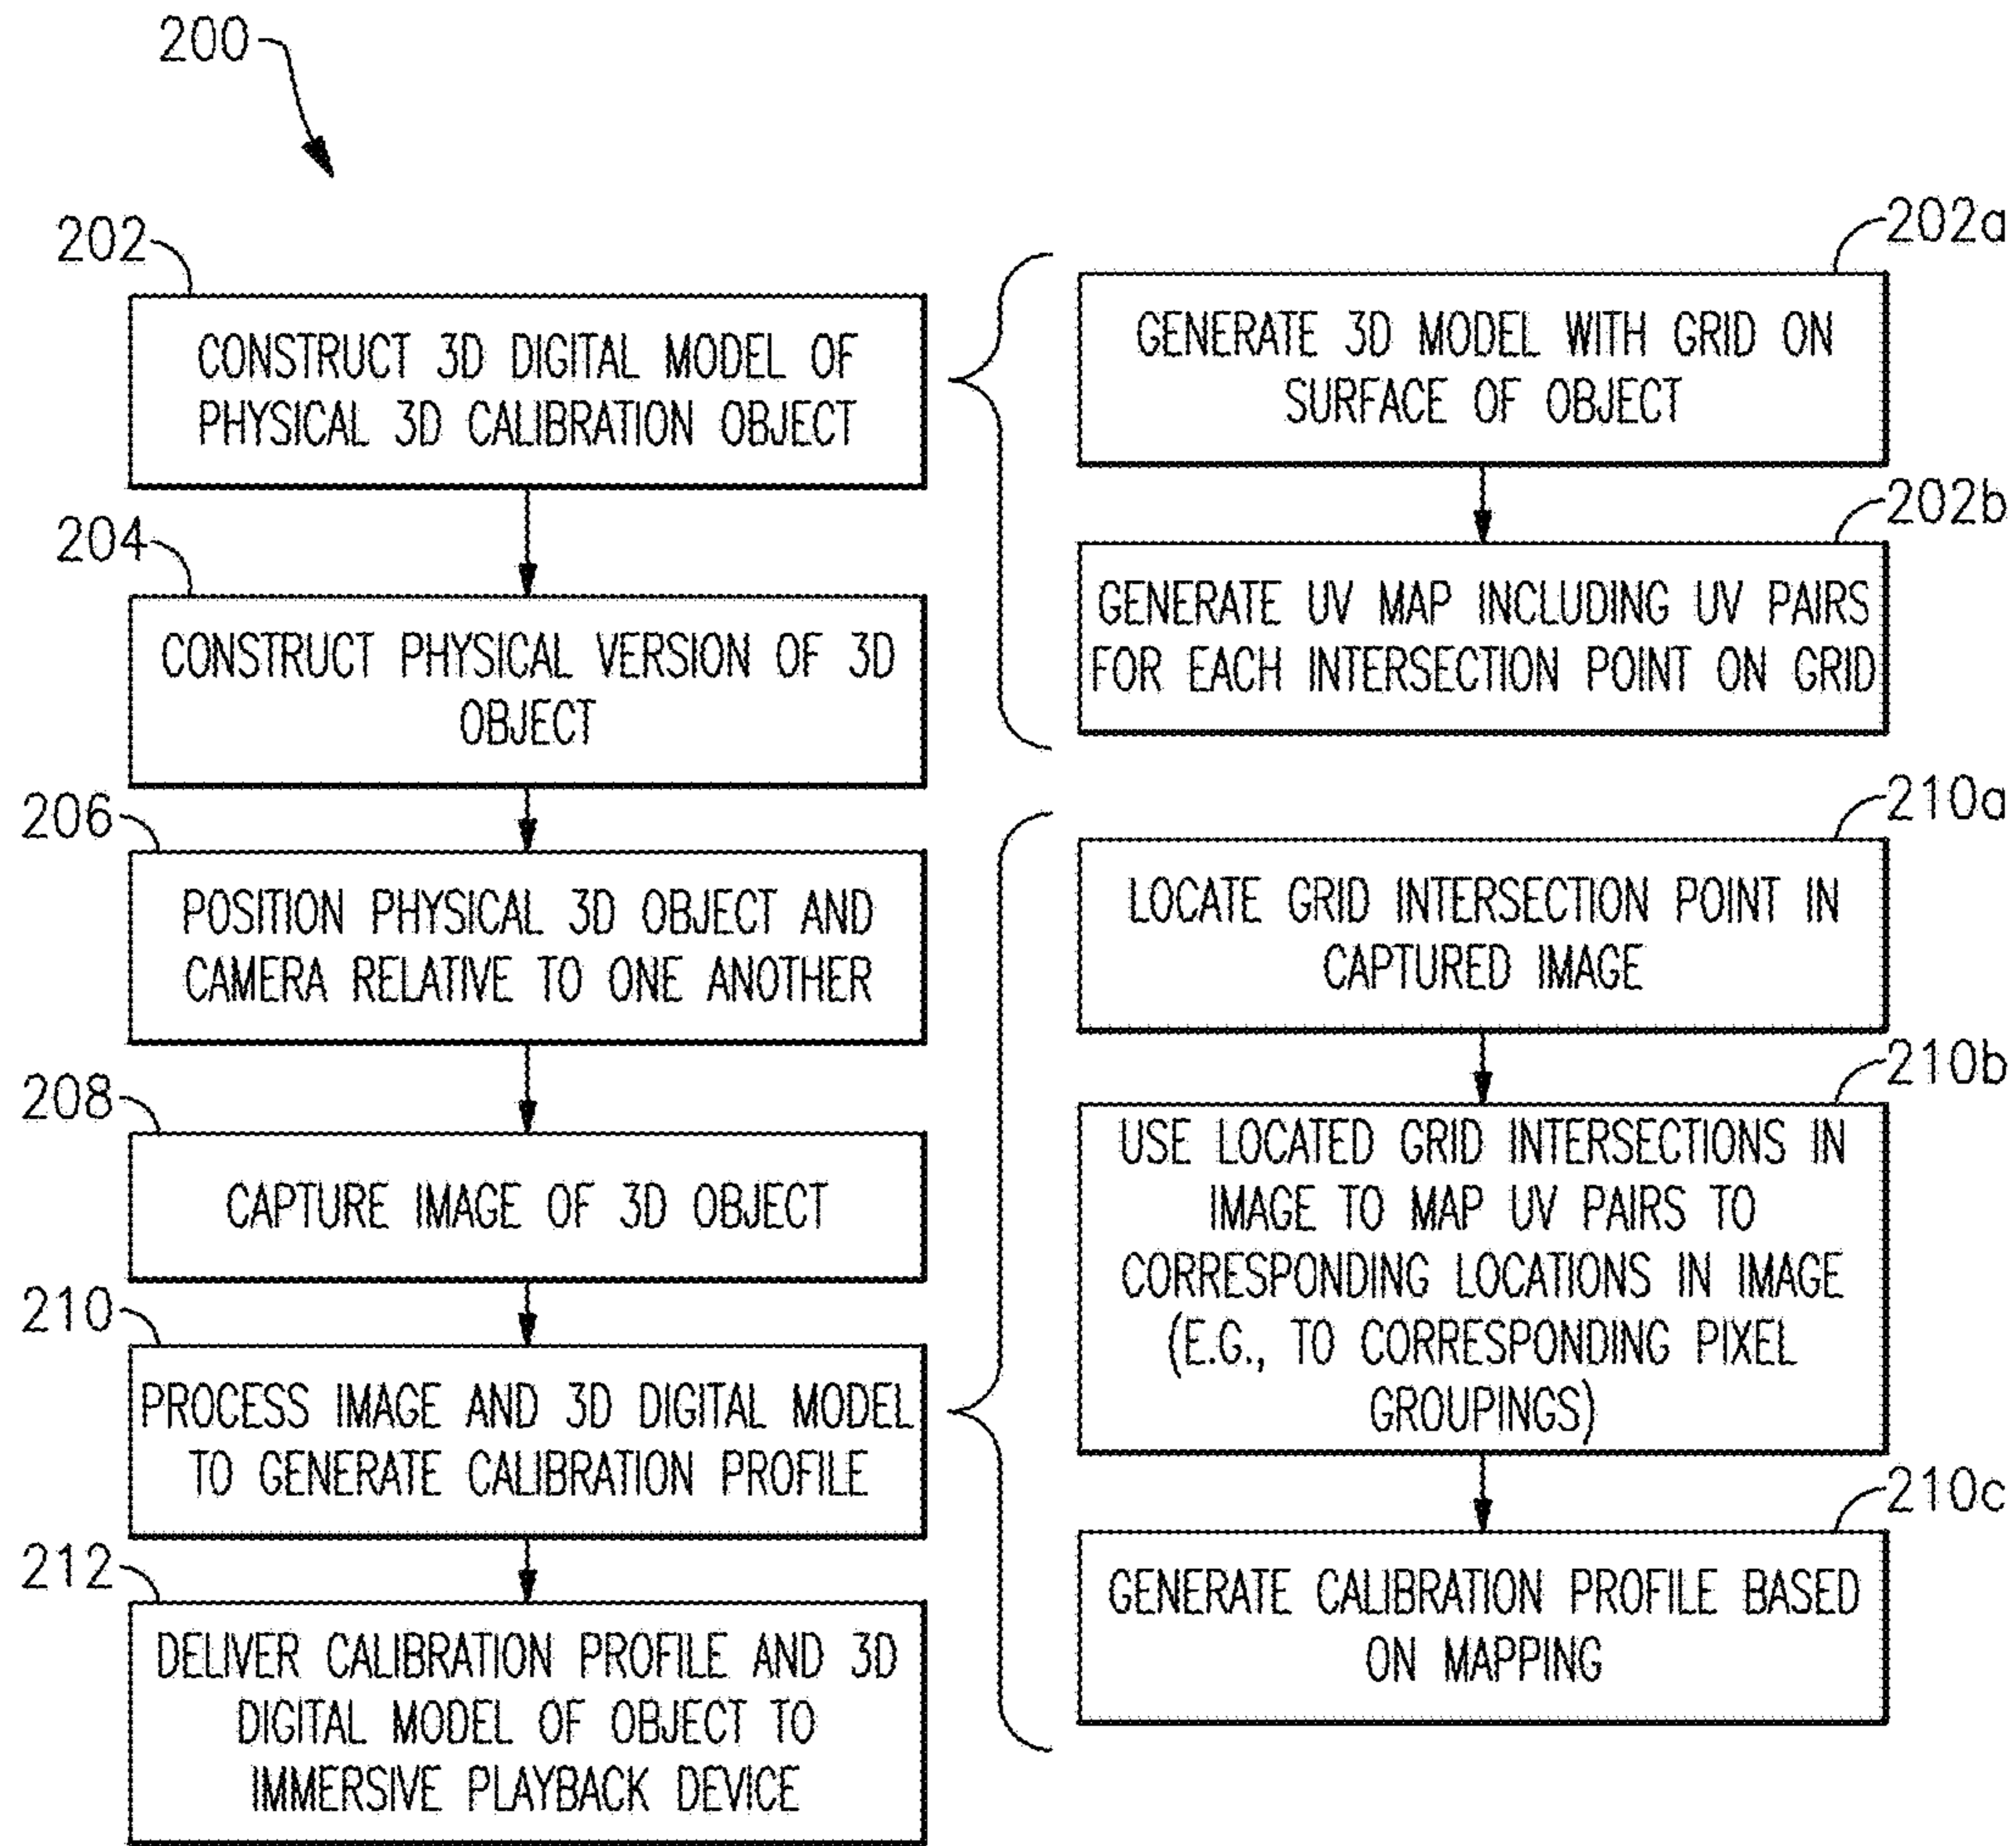 200
202
CONSTRUCT 3D DIGITAL MODEL OF
PHYSICAL 3D CALIBRATION OBJECT
204
CONSTRUCT PHYSICAL VERSION OF 3D
OBJECT
206
POSITION PHYSICAL 3D OBJECT AND
CAMERA RELATIVE TO ONE ANOTHER
208
CAPTURE IMAGE OF 3D OBJECT
210
PROCESS IMAGE AND 3D DIGITAL MODEL
TO GENERATE CALIBRATION PROFILE
212
DELIVER CALIBRATION PROFILE AND 3D
DIGITAL MODEL OF OBJECT TO
IMMERSIVE PLAYBACK DEVICE
202a
GENERATE 3D MODEL WITH GRID ON
SURFACE OF OBJECT
202b
GENERATE UV MAP INCLUDING UV PAIRS
FOR EACH INTERSECTION POINT ON GRID
210a
LOCATE GRID INTERSECTION POINT IN
CAPTURED IMAGE
210b
USE LOCATED GRID INTERSECTIONS IN
IMAGE TO MAP UV PAIRS TO
CORRESPONDING LOCATIONS IN IMAGE
(E.G., TO CORRESPONDING PIXEL
GROUPINGS)
210c
GENERATE CALIBRATION PROFILE BASED
ON MAPPING